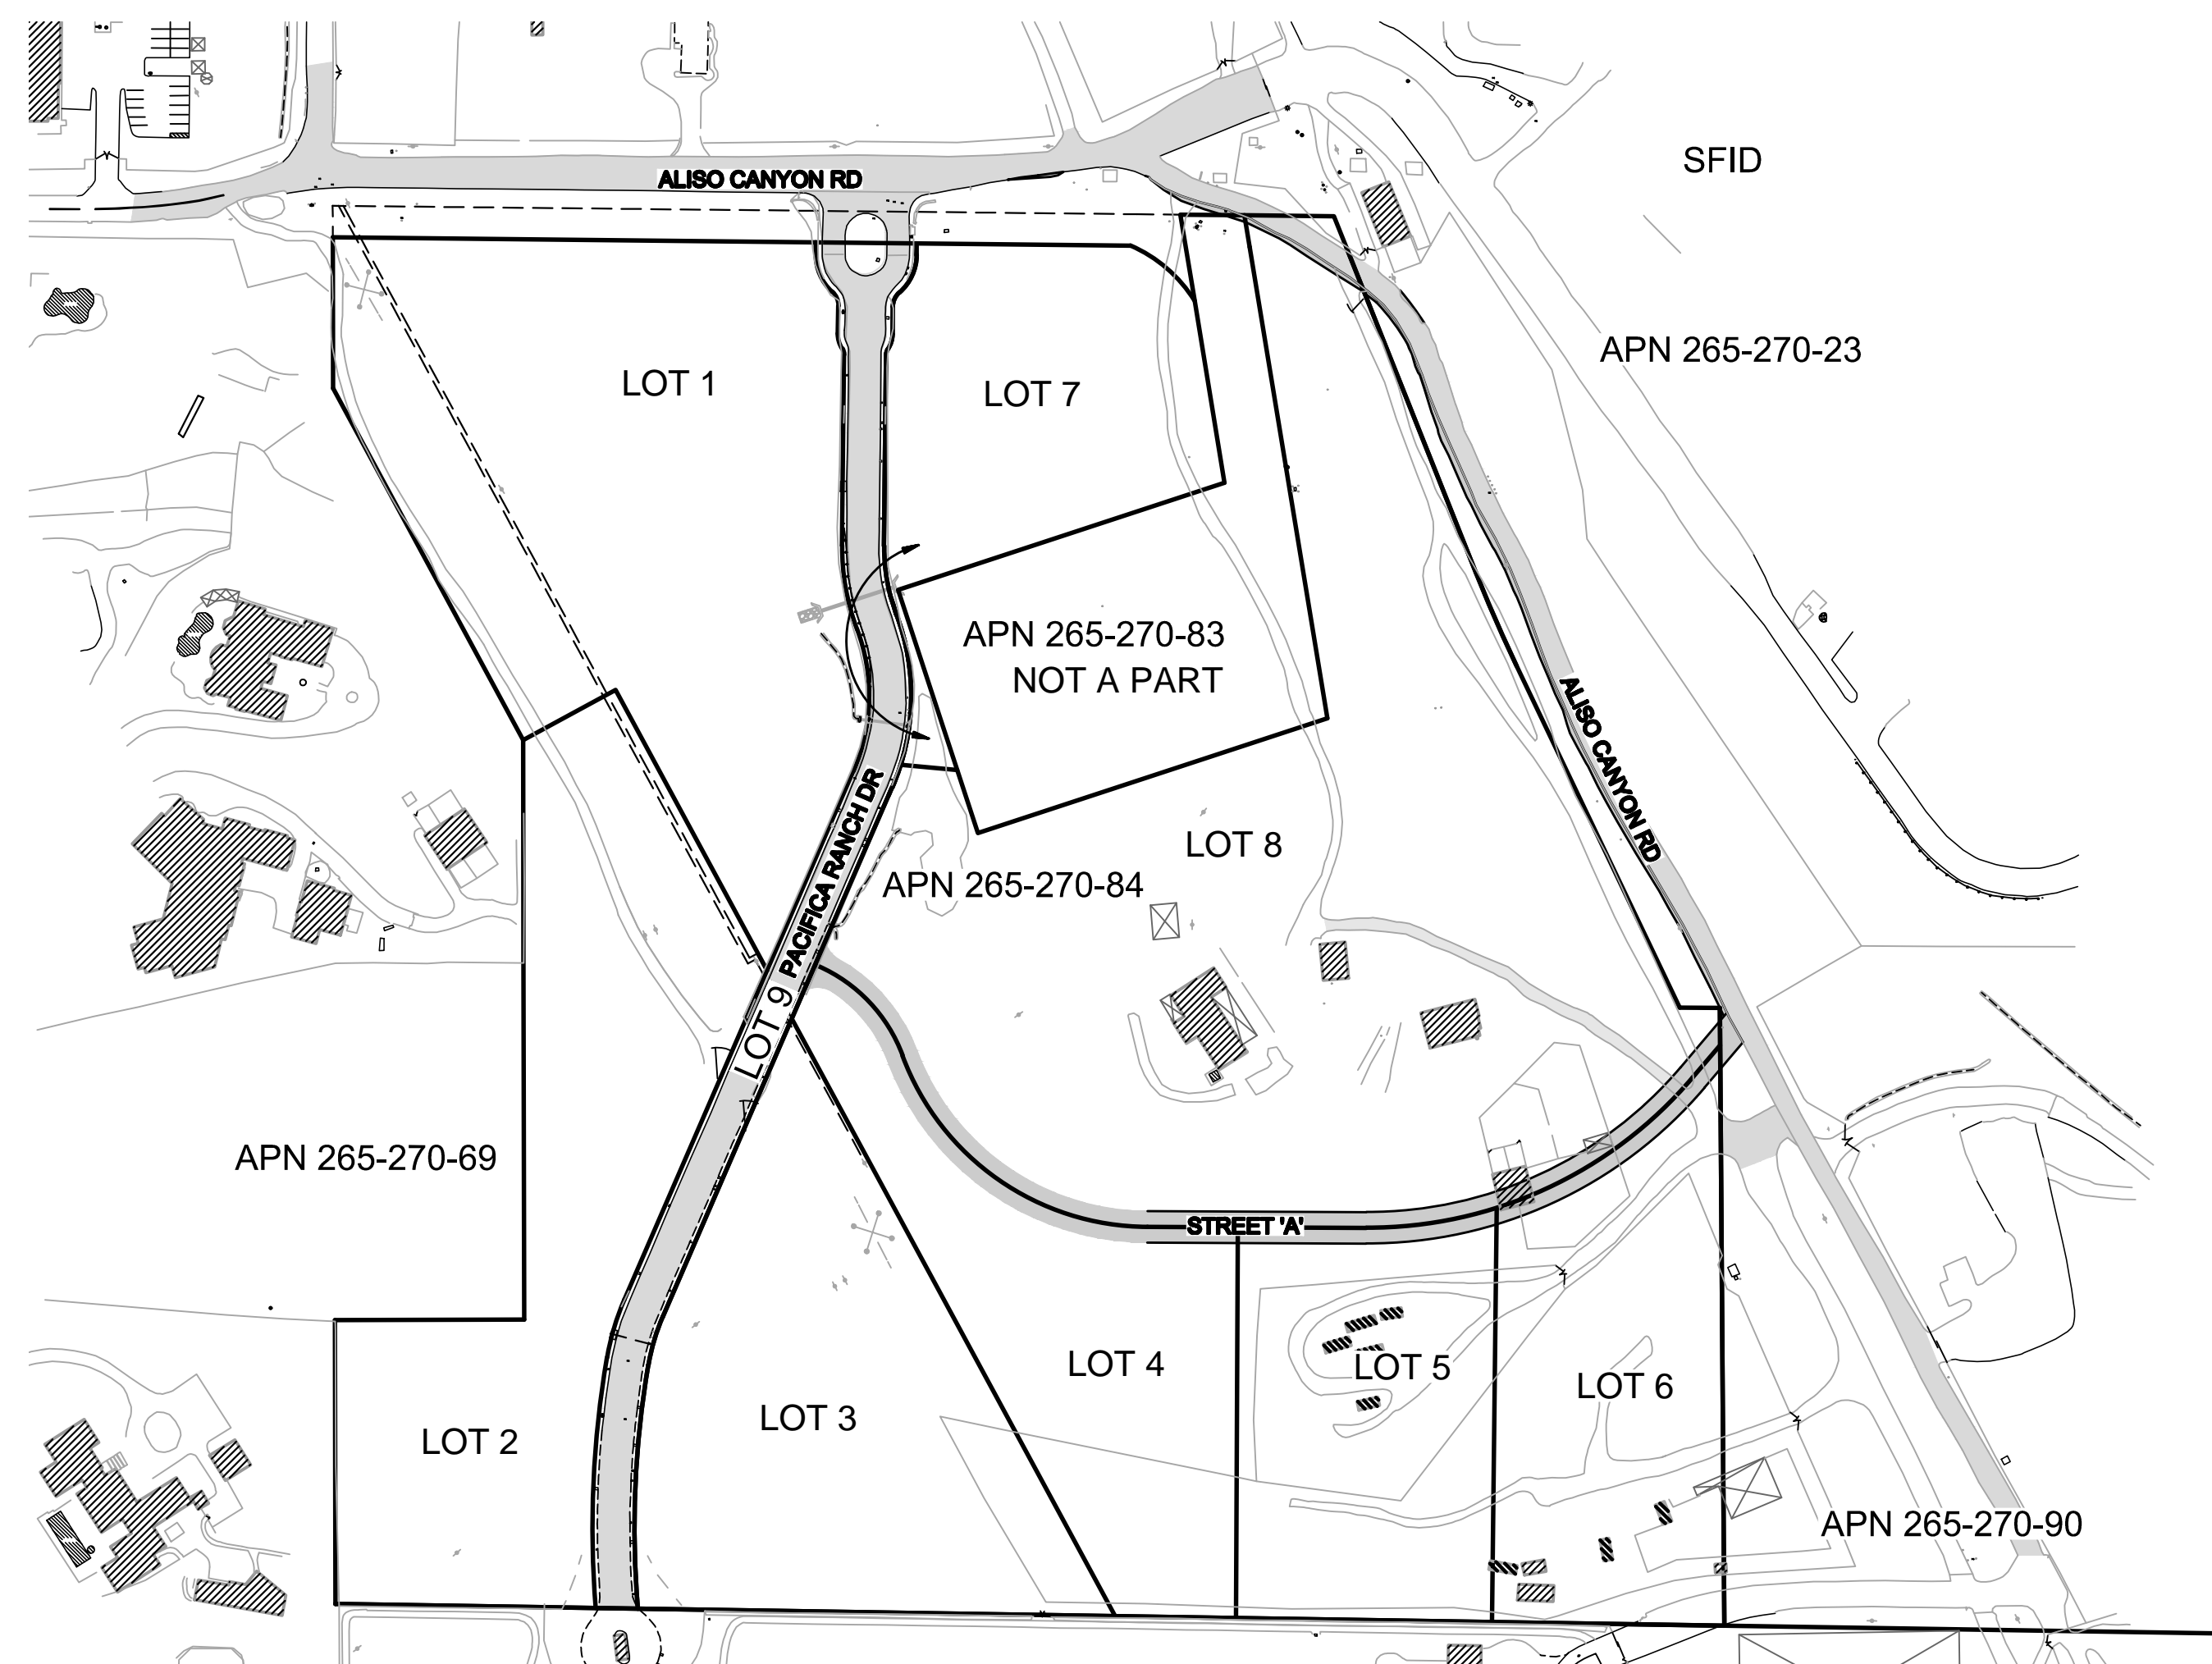 SFID
ALISO CANYON RD
APN 265-270-23
LOT 1
LOT 7
APN 265-270-83
NOT A PART
ALISO CANYON RD
LOT 8
PACIFICA RANCH DR
APN 265-270-84
LOT 9
APN 265-270-69
STREET 'A'
LOT 4
LOT 5
LOT 6
LOT 3
LOT 2
APN 265-270-90